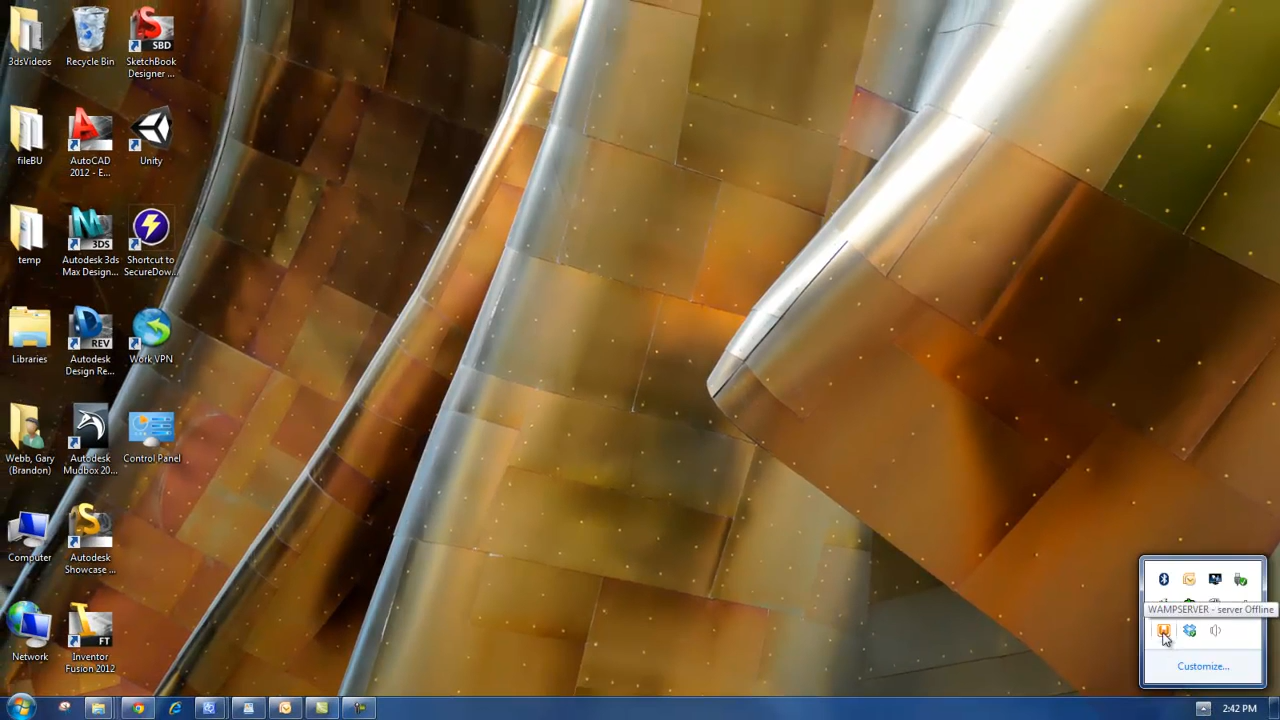 3dsVideos
Recycle Bin
SBD
SketchBook
Designer ...
fileBU
AutoCAD
2012 - E...
Unity
temp
3DS
Autodesk 3ds
Max Design...
Shortcut to
SecureDow...
Libraries
REV
Autodesk
Design Re...
Work VPN
Webb, Gary
(Brandon)
Autodesk
Mudbox 20...
Control Panel
Computer
Autodesk
Showcase ...
Network
FT
Inventor
Fusion 2012
WAMPSERVER - server Offline
Customize...
2:42 PM